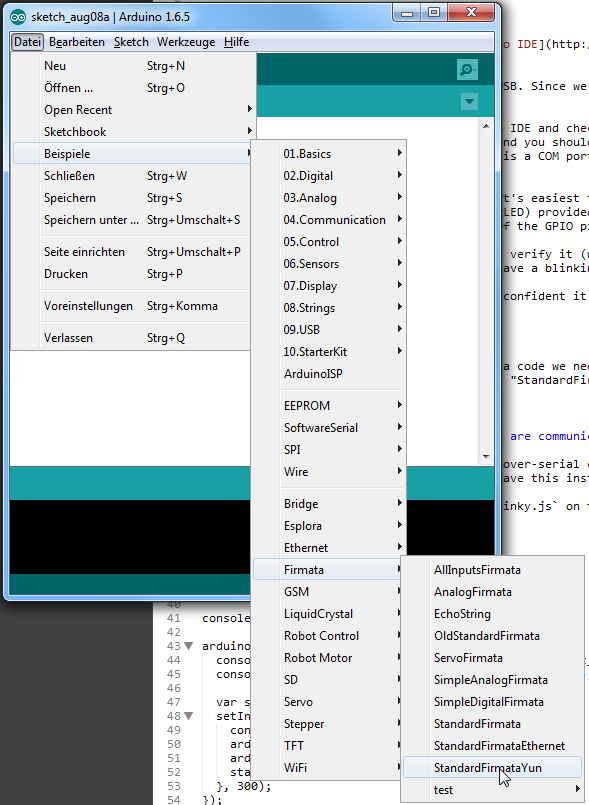 sketch_aug08a | Arduino 1.6.5
Datei Bearbeiten Sketch Werkzeuge Hilfe
Neu Strg+N
Öffnen ... Strg+O
Open Recent
Sketchbook
Beispiele
Schließen Strg+W
Speichern Strg+S
Speichern unter ... Strg+Umschalt+S
Seite einrichten Strg+Umschalt+P
Drucken Strg+P
Voreinstellungen Strg+Komma
Verlassen Strg+Q
01.Basics
02.Digital
03.Analog
04.Communication
05.Control
06.Sensors
07.Display
08.Strings
09.USB
10.StarterKit
ArduinoISP
EEPROM
SoftwareSerial
SPI
Wire
Bridge
Esplora
Ethernet
Firmata
GSM
LiquidCrystal
Robot Control
Robot Motor
SD
Servo
Stepper
TFT
WiFi
AllInputsFirmata
AnalogFirmata
EchoString
OldStandardFirmata
ServoFirmata
SimpleAnalogFirmata
SimpleDigitalFirmata
StandardFirmata
StandardFirmataEthernet
StandardFirmataYun
test
o IDE](http:/
SB. Since we
IDE and chec
nd you shoul
is a COM port
t's easiest
LED) provide
f the GPIO pi
verify it (
ave a blinkin
confident it
a code we nee
"StandardFir
are communic
over-serial
ave this inst
inky.js` on
40
41 console
42
43 arduino
44 conso
45 conso
46
47 var s
48 setIn
49 con
50 ard
51 ard
52 sta
53 }, 300);
54 });